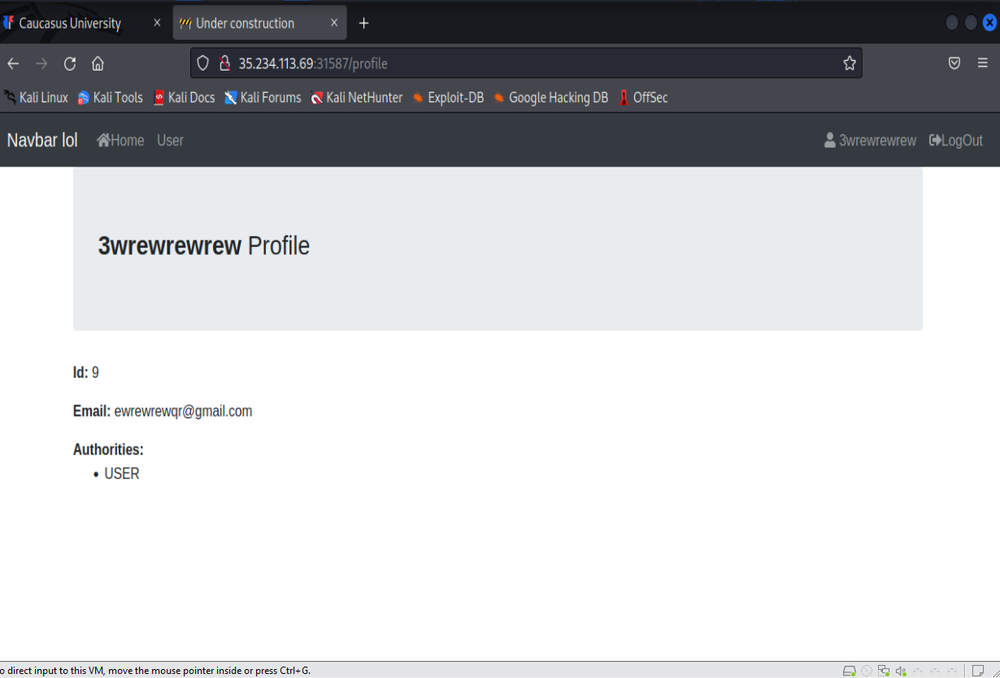 Caucasus University
Under construction
35.234.113.69:31587/profile
Kali Linux Kali Tools Kali Docs Kali Forums Kali NetHunter Exploit-DB Google Hacking DB OffSec
Navbar lol Home User 3wrewrewrew LogOut
3wrewrewrew Profile
Id: 9
Email: ewrewrewqr@gmail.com
Authorities:
• USER
o direct input to this VM, move the mouse pointer inside or press Ctrl+G.